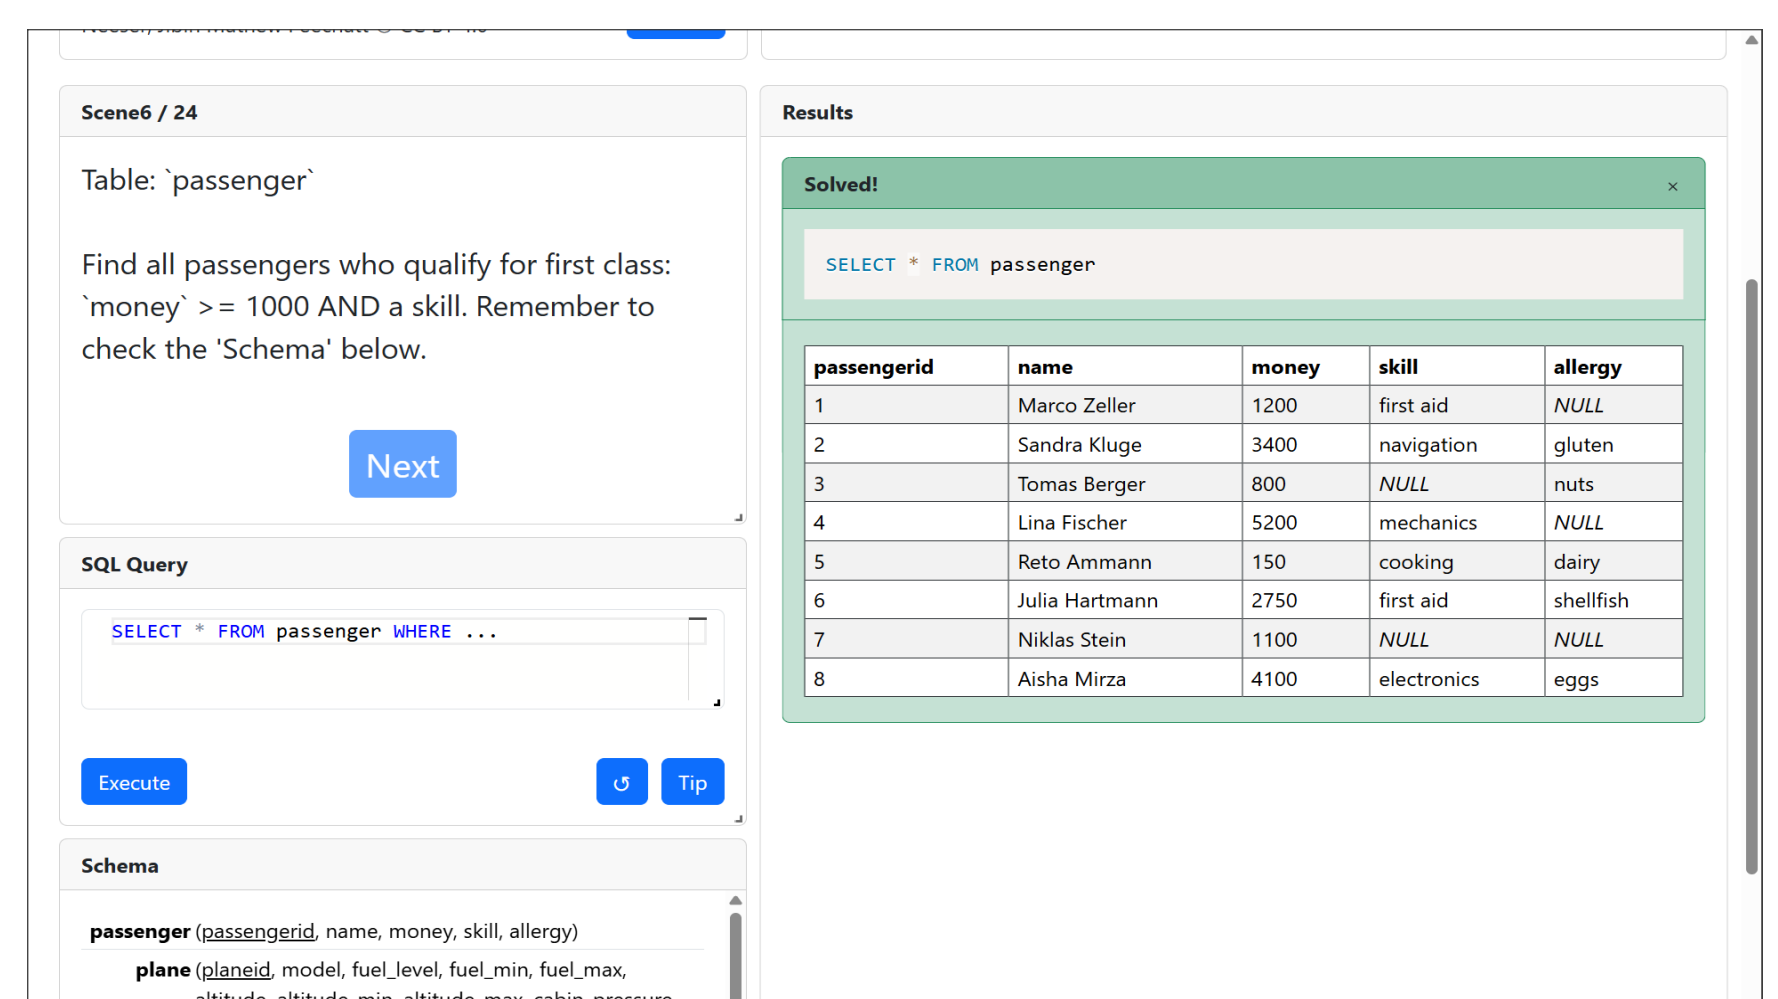 Scene6 / 24
Table: `passenger`
Find all passengers who qualify for first class:
`money` >= 1000 AND a skill. Remember to
check the 'Schema' below.
Next
SQL Query
SELECT * FROM passenger WHERE ...
Execute
↺
Tip
Schema
passenger (passengerid, name, money, skill, allergy)
plane (planeid, model, fuel_level, fuel_min, fuel_max,
altitude, altitude_min, altitude_max, cabin_pressure
Results
Solved!
×
SELECT * FROM passenger
passengerid name money skill allergy
1 Marco Zeller 1200 first aid NULL
2 Sandra Kluge 3400 navigation gluten
3 Tomas Berger 800 NULL nuts
4 Lina Fischer 5200 mechanics NULL
5 Reto Ammann 150 cooking dairy
6 Julia Hartmann 2750 first aid shellfish
7 Niklas Stein 1100 NULL NULL
8 Aisha Mirza 4100 electronics eggs